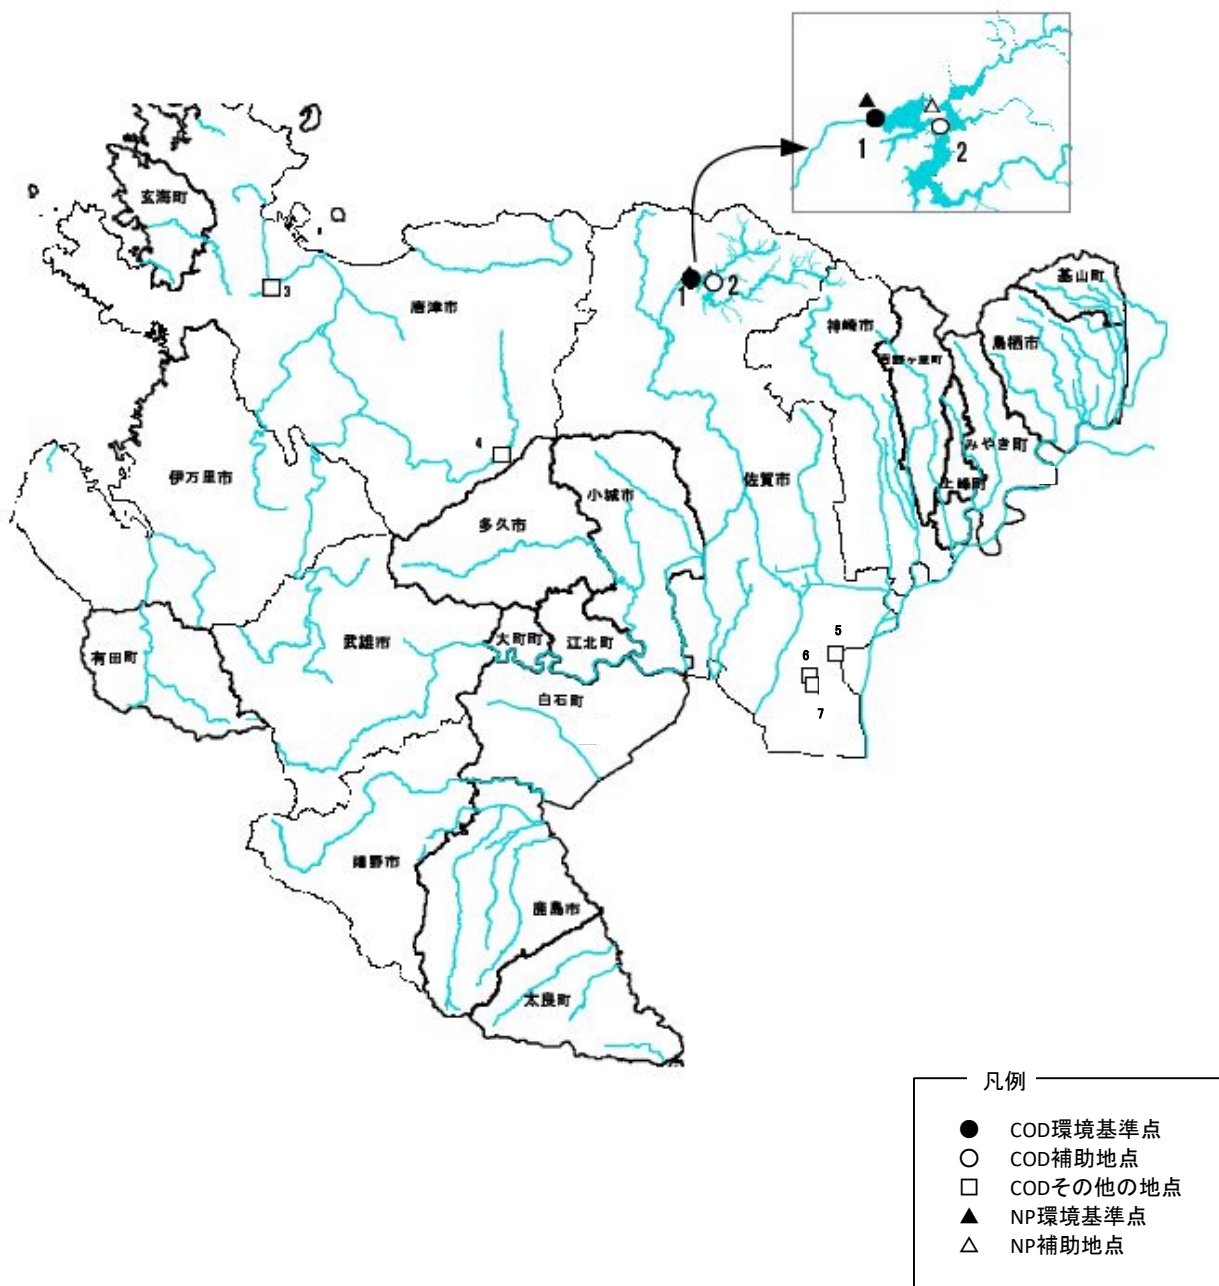 1
2
玄海町
3
唐津市
1
2
基山町
神埼市
鳥栖市
吉野ヶ里町
みやき町
上峰町
4
伊万里市
小城市
佐賀市
多久市
有田町
武雄市
大町町
江北町
5
6
7
白石町
嬉野市
鹿島市
太良町
凡例
COD環境基準点
COD補助地点
CODその他の地点
NP環境基準点
NP補助地点